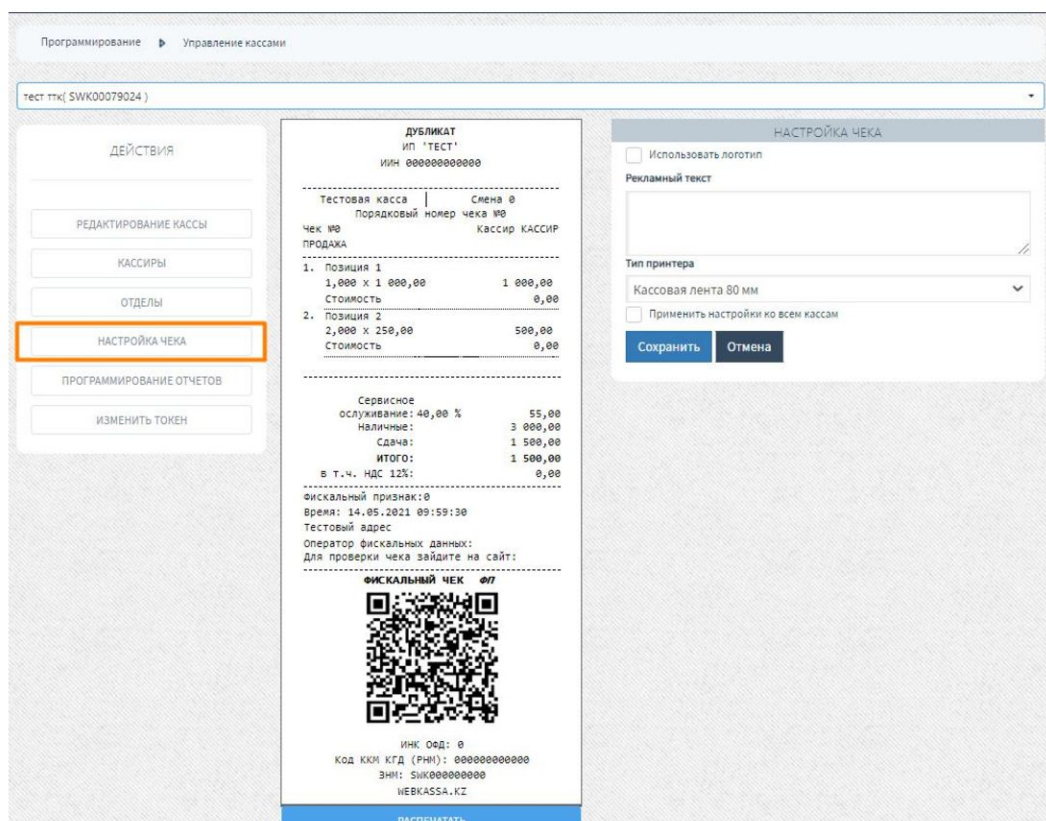 Программирование Управление кассами
тест ттк( SWK00079024 )
ДЕЙСТВИЯ
РЕДАКТИРОВАНИЕ КАССЫ
КАССИРЫ
ОТДЕЛЫ
НАСТРОЙКА ЧЕКА
ПРОГРАММИРОВАНИЕ ОТЧЕТОВ
ИЗМЕНИТЬ ТОКЕН
ДУБЛИКАТ
ИП 'ТЕСТ'
ИИН 000000000000
Тестовая касса Смена 0
Порядковый номер чека №0
Чек №0 Кассир КАССИР
ПРОДАЖА
1. Позиция 1
1,000 x 1 000,00 1 000,00
Стоимость 0,00
2. Позиция 2
2,000 x 250,00 500,00
Стоимость 0,00
Сервисное
ослуживание: 40,00 % 55,00
Наличные: 3 000,00
Сдача: 1 500,00
ИТОГО: 1 500,00
в т.ч. НДС 12%: 0,00
Фискальный признак:0
Время: 14.05.2021 09:59:30
Тестовый адрес
Оператор фискальных данных:
Для проверки чека зайдите на сайт:
ФИСКАЛЬНЫЙ ЧЕК ФП
ИНК ОФД: 0
Код ККМ КГД (РНМ): 000000000000
ЗНМ: SWK000000000
WEBKASSA.KZ
РАСПЕЧАТАТЬ
НАСТРОЙКА ЧЕКА
Использовать логотип
Рекламный текст
Тип принтера
Кассовая лента 80 мм
Применить настройки ко всем кассам
Сохранить Отмена